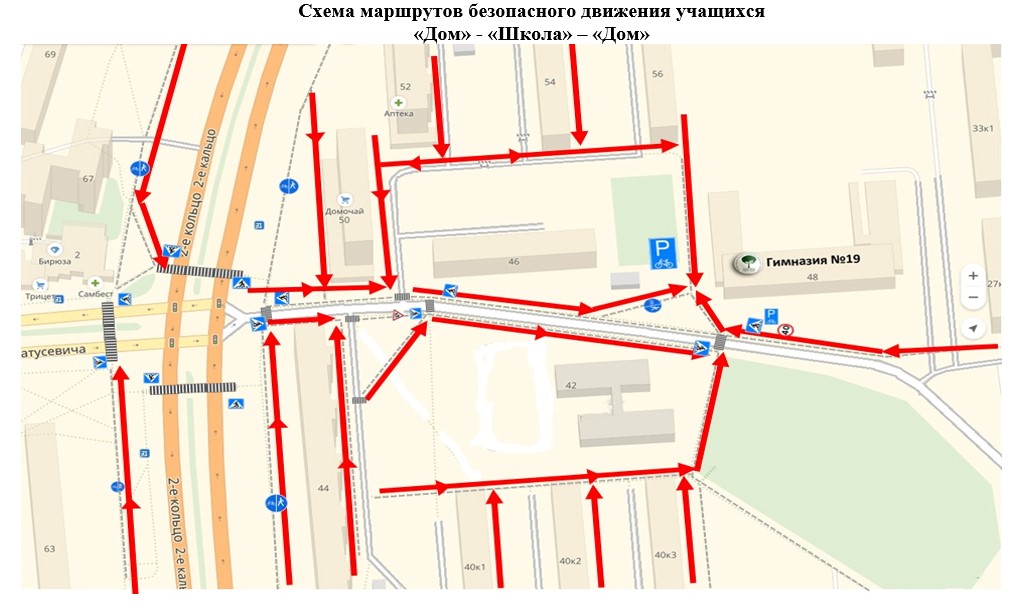 Схема маршрутов безопасного движения учащихся
«Дом» - «Школа» – «Дом»
69
52
Аптека
54
56
33к1
67
2-е кольцо 2-е кольцо
Домочай
50
2
Бирюза
Трицет
Самбест
46
P
Гимназия №19
48
27к
+
−
атусевича
P
40
42
44
63
2-е кольцо 2-е кал
40к1
40к2
40к3